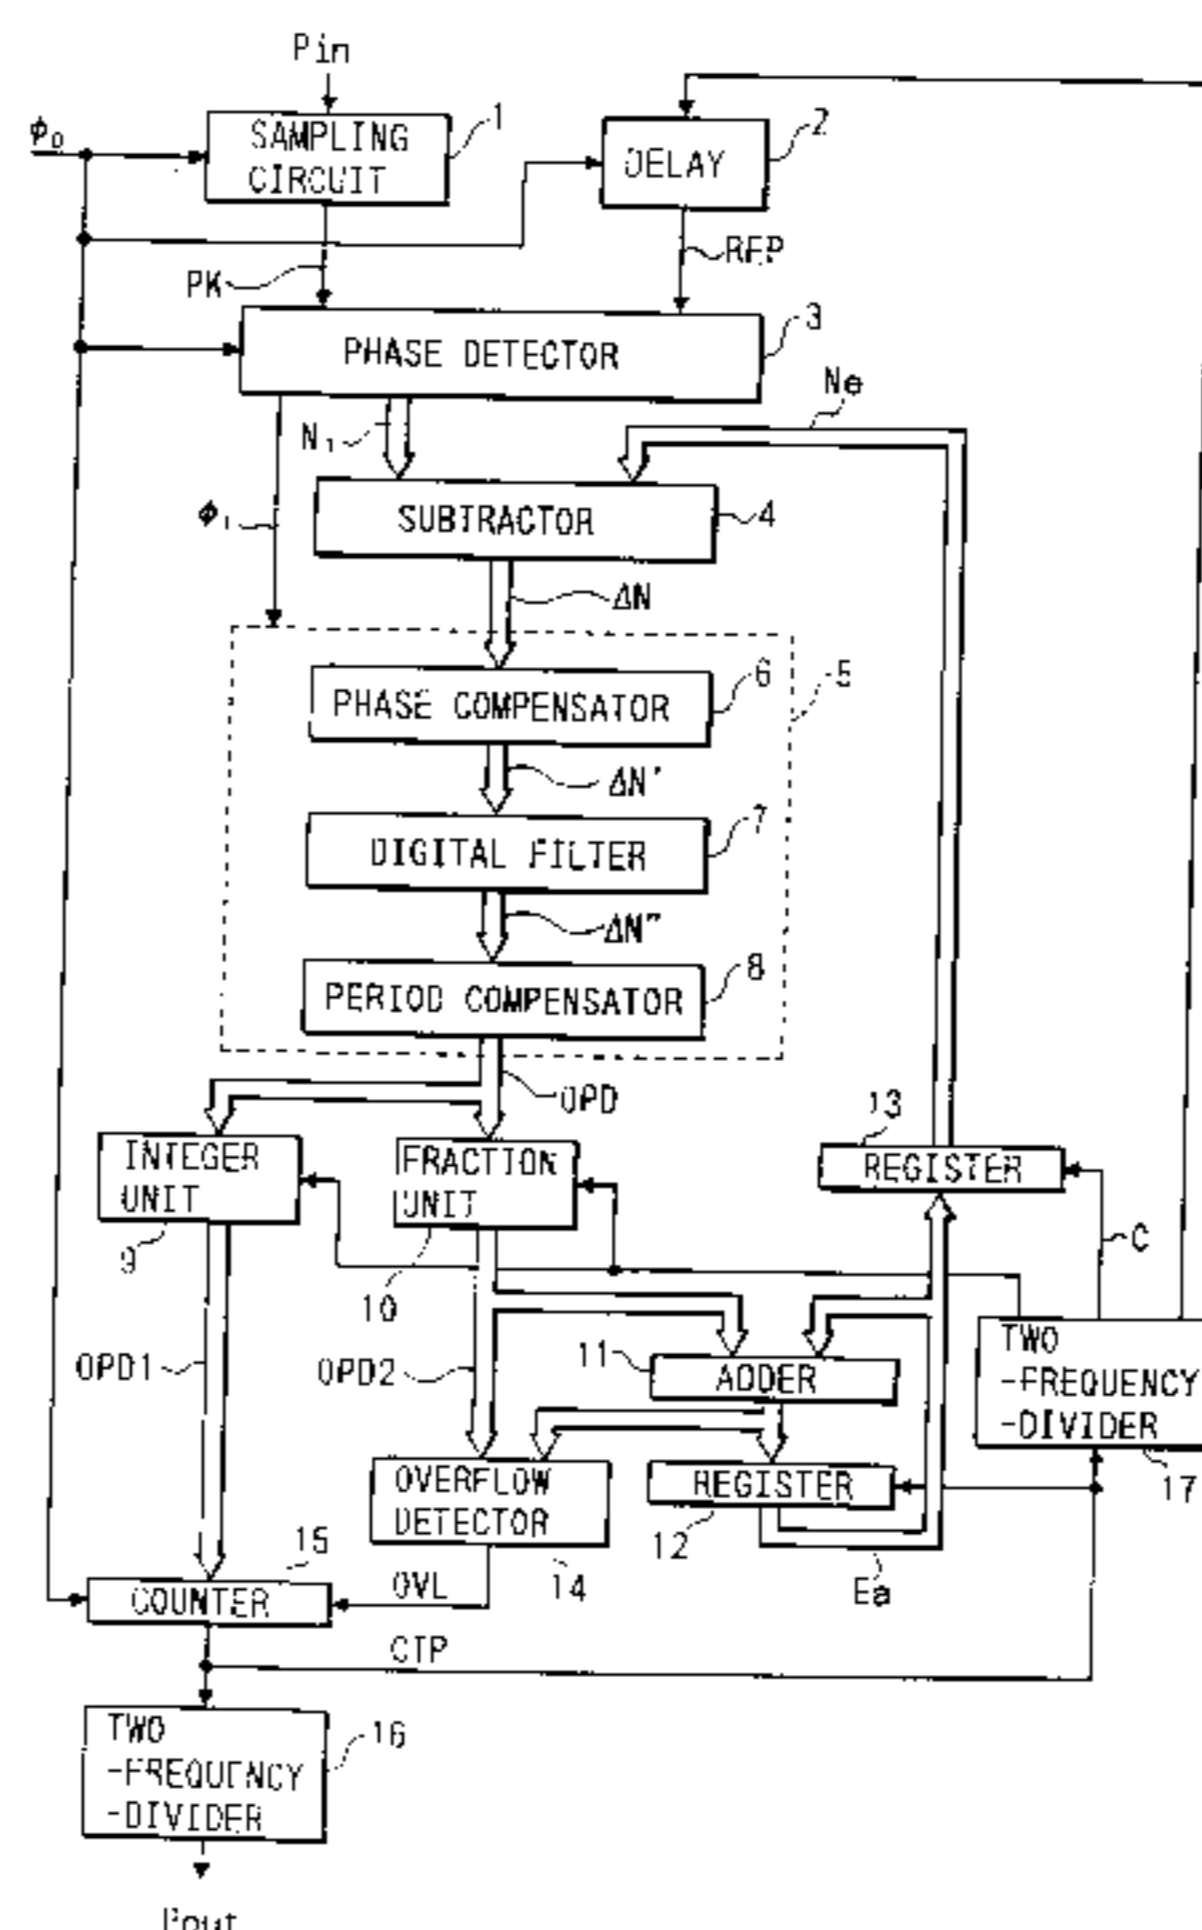 Pin
φ0
SAMPLING
CIRCUIT
1
DELAY
2
PK
REP
PHASE DETECTOR
3
N1
Ne
φ1
SUBTRACTOR
4
ΔN
5
PHASE COMPENSATOR
6
ΔN'
DIGITAL FILTER
7
ΔN"
PERIOD COMPENSATOR
8
OPD
INTEGER
UNIT
9
FRACTION
UNIT
10
13
REGISTER
C
OPD1
OPD2
11
ADDER
TWO
-FREQUENCY
-DIVIDER
17
OVERFLOW
DETECTOR
14
REGISTER
12
Ea
15
COUNTER
OVL
CTP
TWO
-FREQUENCY
-DIVIDER
16
Pout